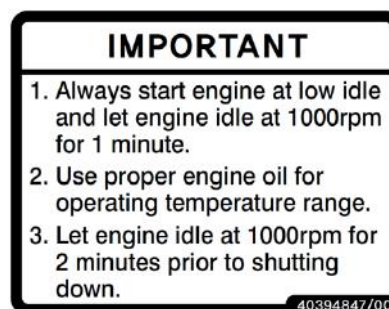 IMPORTANT
1. Always start engine at low idle
and let engine idle at 1000rpm
for 1 minute.
2. Use proper engine oil for
operating temperature range.
3. Let engine idle at 1000rpm for
2 minutes prior to shutting
down.
40394847/00